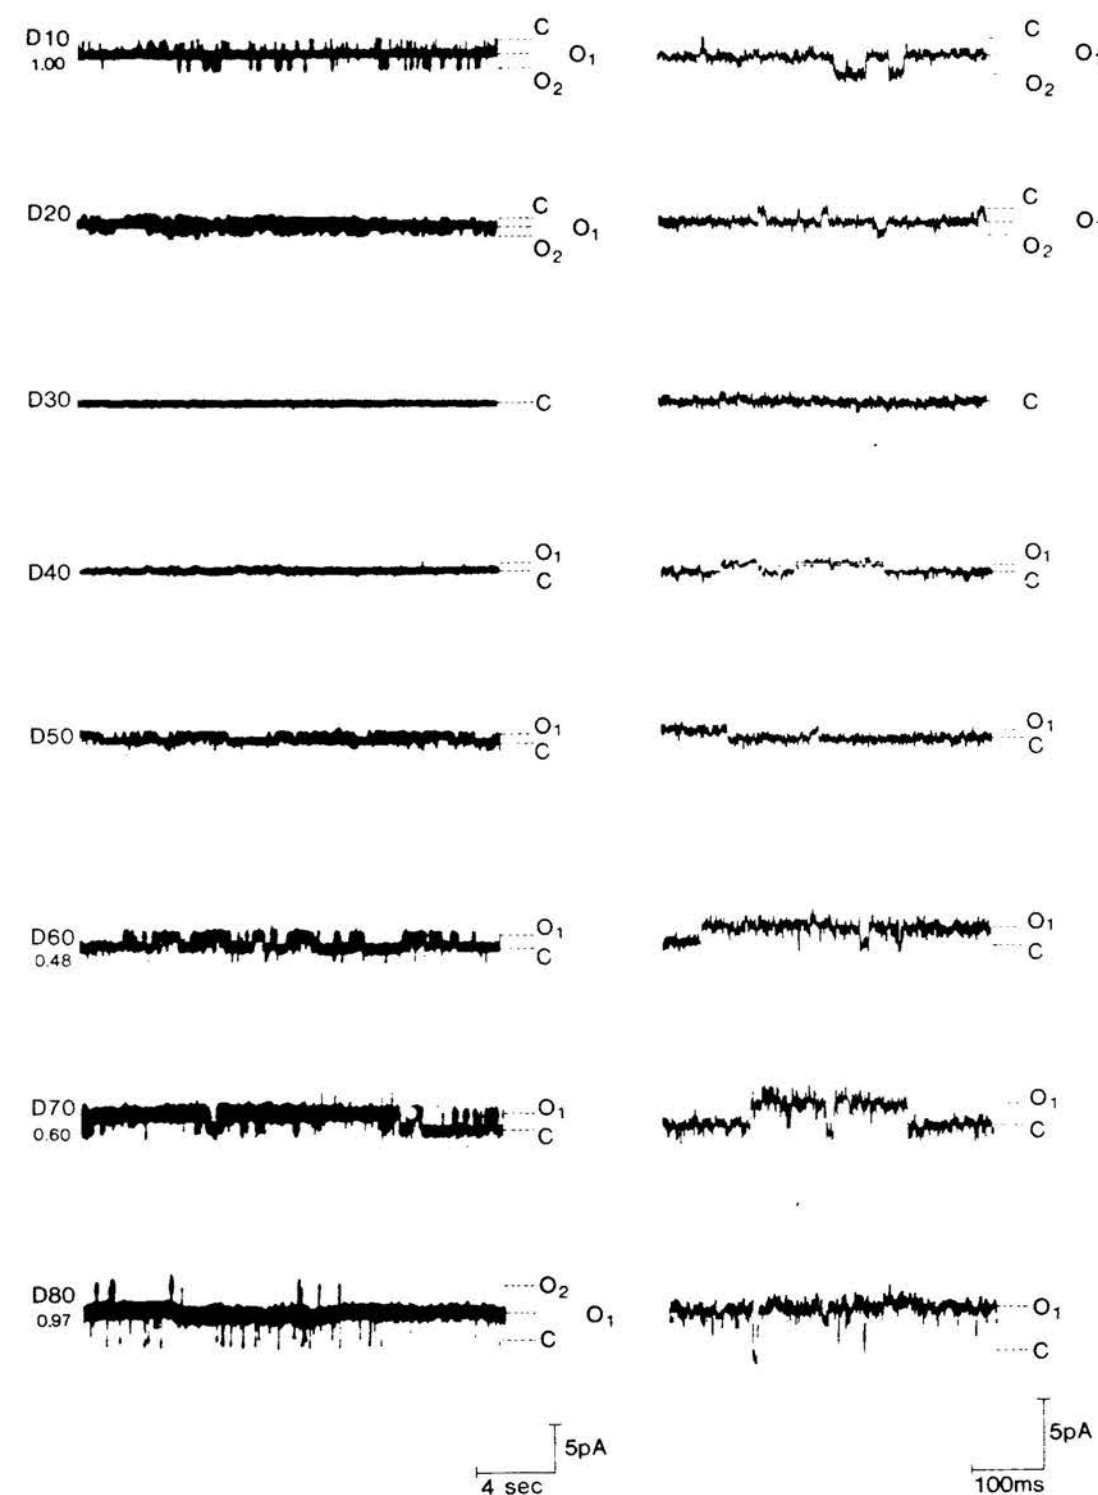 C C
D10 O₁ O
1.00
O₂ O₂
C C
D20 O₁ O
O₂ O₂
D30 C C
O₁ O₁
D40 C C
O₁ O₁
D50 C C
O₁ O₁
D60
0.48 C C
D70 O₁ O₁
0.60 C C
D80 O₂
0.97 O₁ O₁
C C
5pA 5pA
4 sec 100ms